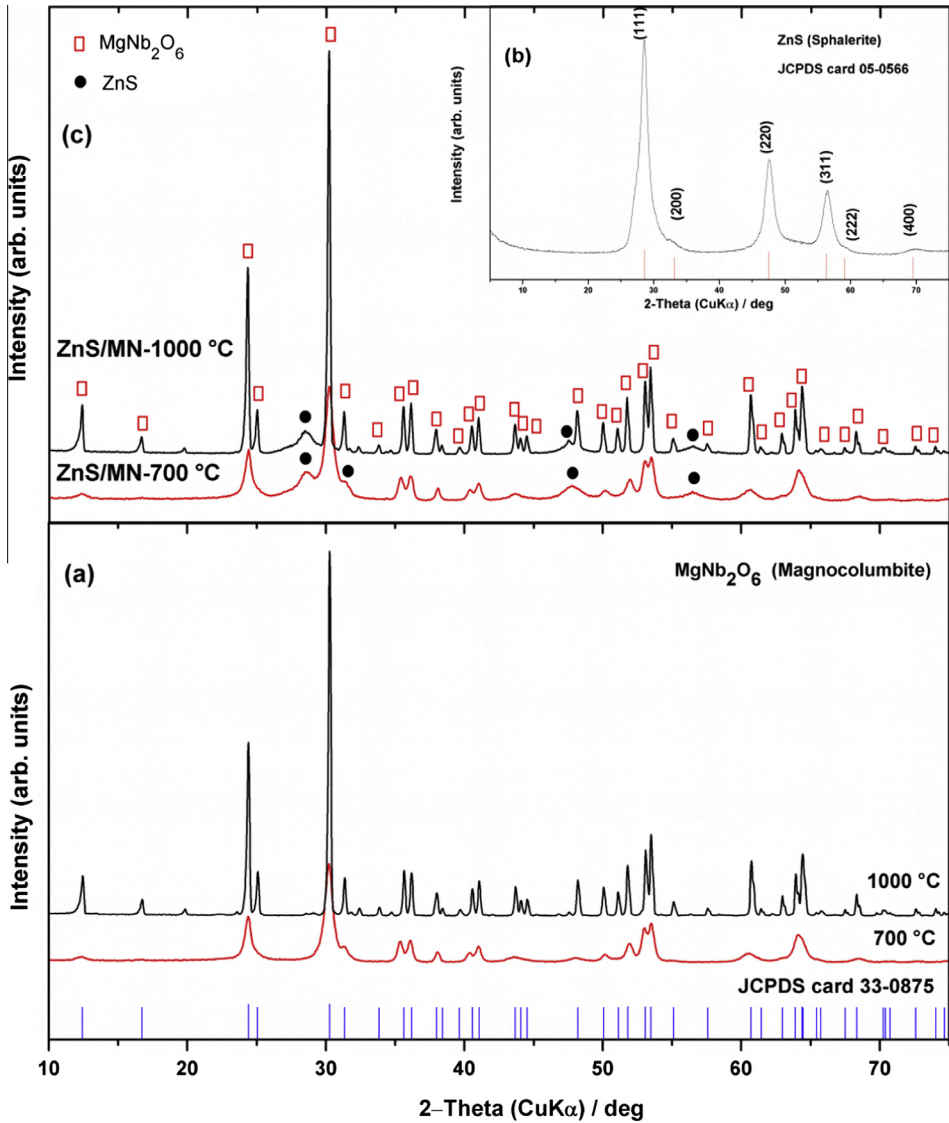 MgNb₂O₆
ZnS
(c)
ZnS/MN-1000 °C
ZnS/MN-700 °C
Intensity (arb. units)
(b)
ZnS (Sphalerite)
JCPDS card 05-0566
(111)
(200)
(220)
(311)
(222)
(400)
Intensity (arb. units)
10 20 30 40 50 60 70
2-Theta (CuKα) / deg
(a)
MgNb₂O₆ (Magnocolumbite)
1000 °C
700 °C
JCPDS card 33-0875
Intensity (arb. units)
10 20 30 40 50 60 70
2–Theta (CuKα) / deg